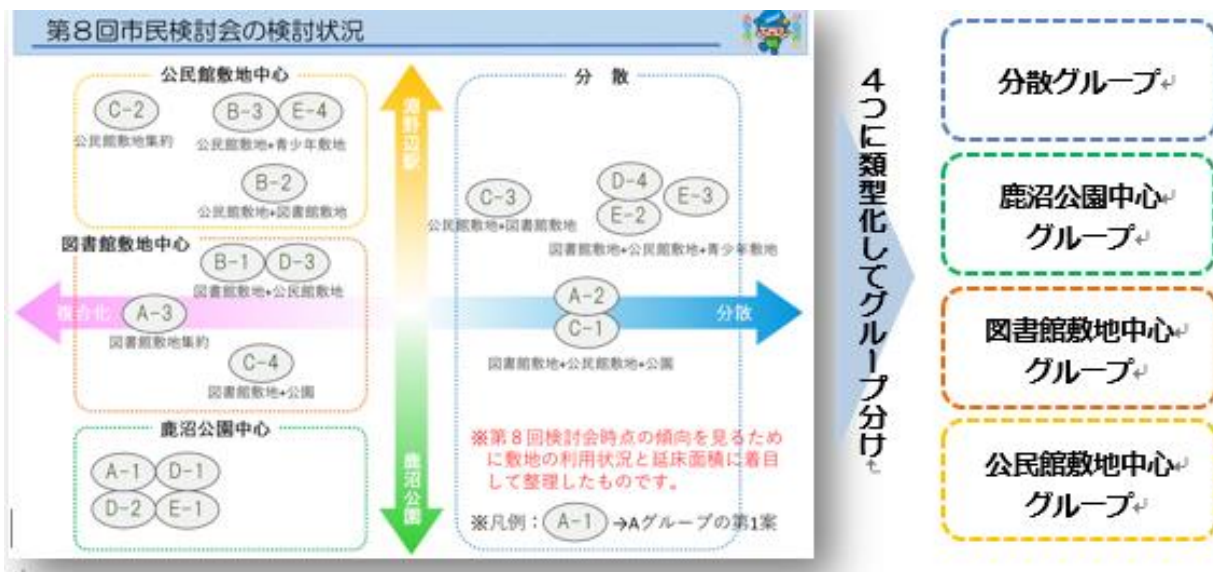 第8回市民検討会の検討状況
公民館敷地中心
C-2
公民館敷地集約
B-3
E-4
公民館敷地+青少年敷地
B-2
公民館敷地+図書館敷地
図書館敷地中心
B-1
D-3
図書館敷地+公民館敷地
A-3
図書館敷地集約
C-4
図書館敷地+公園
鹿沼公園中心
A-1
D-1
D-2
E-1
淵野辺駅
鹿沼公園
複合化
分散
分散
C-3
公民館敷地+図書館敷地
D-4
E-2
E-3
図書館敷地+公民館敷地+青少年敷地
A-2
C-1
図書館敷地+公民館敷地+公園
※第8回検討会時点の傾向を見るため
に敷地の利用状況と延床面積に着目
して整理したものです。
※凡例：A-1→Aグループの第1案
4つに類型化してグループ分け
分散グループ
鹿沼公園中心
グループ
図書館敷地中心
グループ
公民館敷地中心
グループ